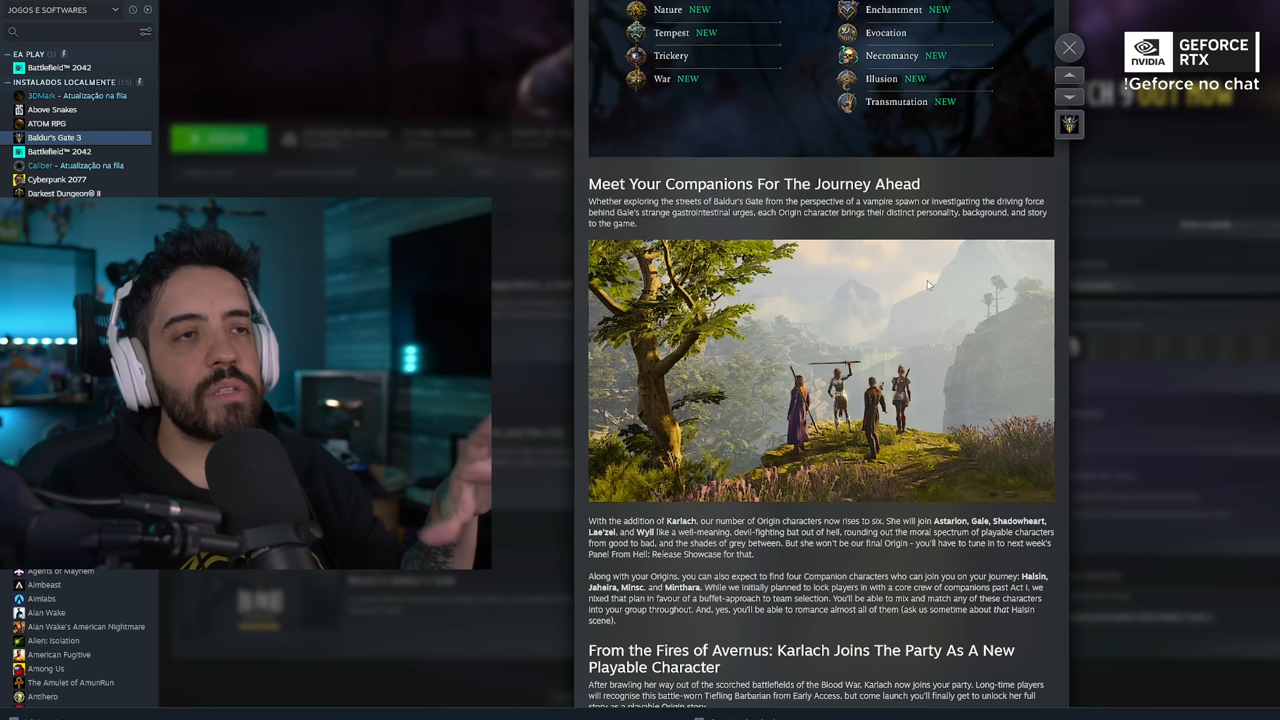 JOGOS E SOFTWARES
EA PLAY (1)
Battlefield™ 2042
INSTALADOS LOCALMENTE (15)
3DMark - Atualização na fila
Above Snakes
ATOM RPG
Baldur's Gate 3
Battlefield™ 2042
Caliber - Atualização na fila
Cyberpunk 2077
Darkest Dungeon® II
Agents of Mayhem
Aimbeast
Aimlabs
Alan Wake
Alan Wake's American Nightmare
Alien: Isolation
American Fugitive
Among Us
The Amulet of AmunRun
Antihero
Nature NEW
Tempest NEW
Trickery
War NEW
Enchantment NEW
Evocation
Necromancy NEW
Illusion NEW
Transmutation NEW
Meet Your Companions For The Journey Ahead
Whether exploring the streets of Baldur's Gate from the perspective of a vampire spawn or investigating the driving force
behind Gale's strange gastrointestinal urges, each Origin character brings their distinct personality, background, and story
to the game.
With the addition of Karlach, our number of Origin characters now rises to six. She will join Astarion, Gale, Shadowheart,
Lae'zel, and Wyll like a well-meaning, devil-fighting bat out of hell, rounding out the moral spectrum of playable characters
from good to bad, and the shades of grey between. But she won't be our final Origin - you'll have to tune in to next week's
Panel From Hell: Release Showcase for that.
Along with your Origins, you can also expect to find four Companion characters who can join you on your journey: Halsin,
Jaheira, Minsc, and Minthara. While we initially planned to lock players in with a core crew of companions past Act I, we
nixed that plan in favour of a buffet-approach to team selection. You'll be able to mix and match any of these characters
into your group throughout. And, yes, you'll be able to romance almost all of them (ask us sometime about that Halsin
scene).
From the Fires of Avernus: Karlach Joins The Party As A New
Playable Character
After brawling her way out of the scorched battlefields of the Blood War, Karlach now joins your party. Long-time players
will recognise this battle-worn Tiefling Barbarian from Early Access, but come launch you'll finally get to unlock her full
story as a playable Origin story.
NVIDIA
GEFORCE
RTX
!Geforce no chat
OUT NOW